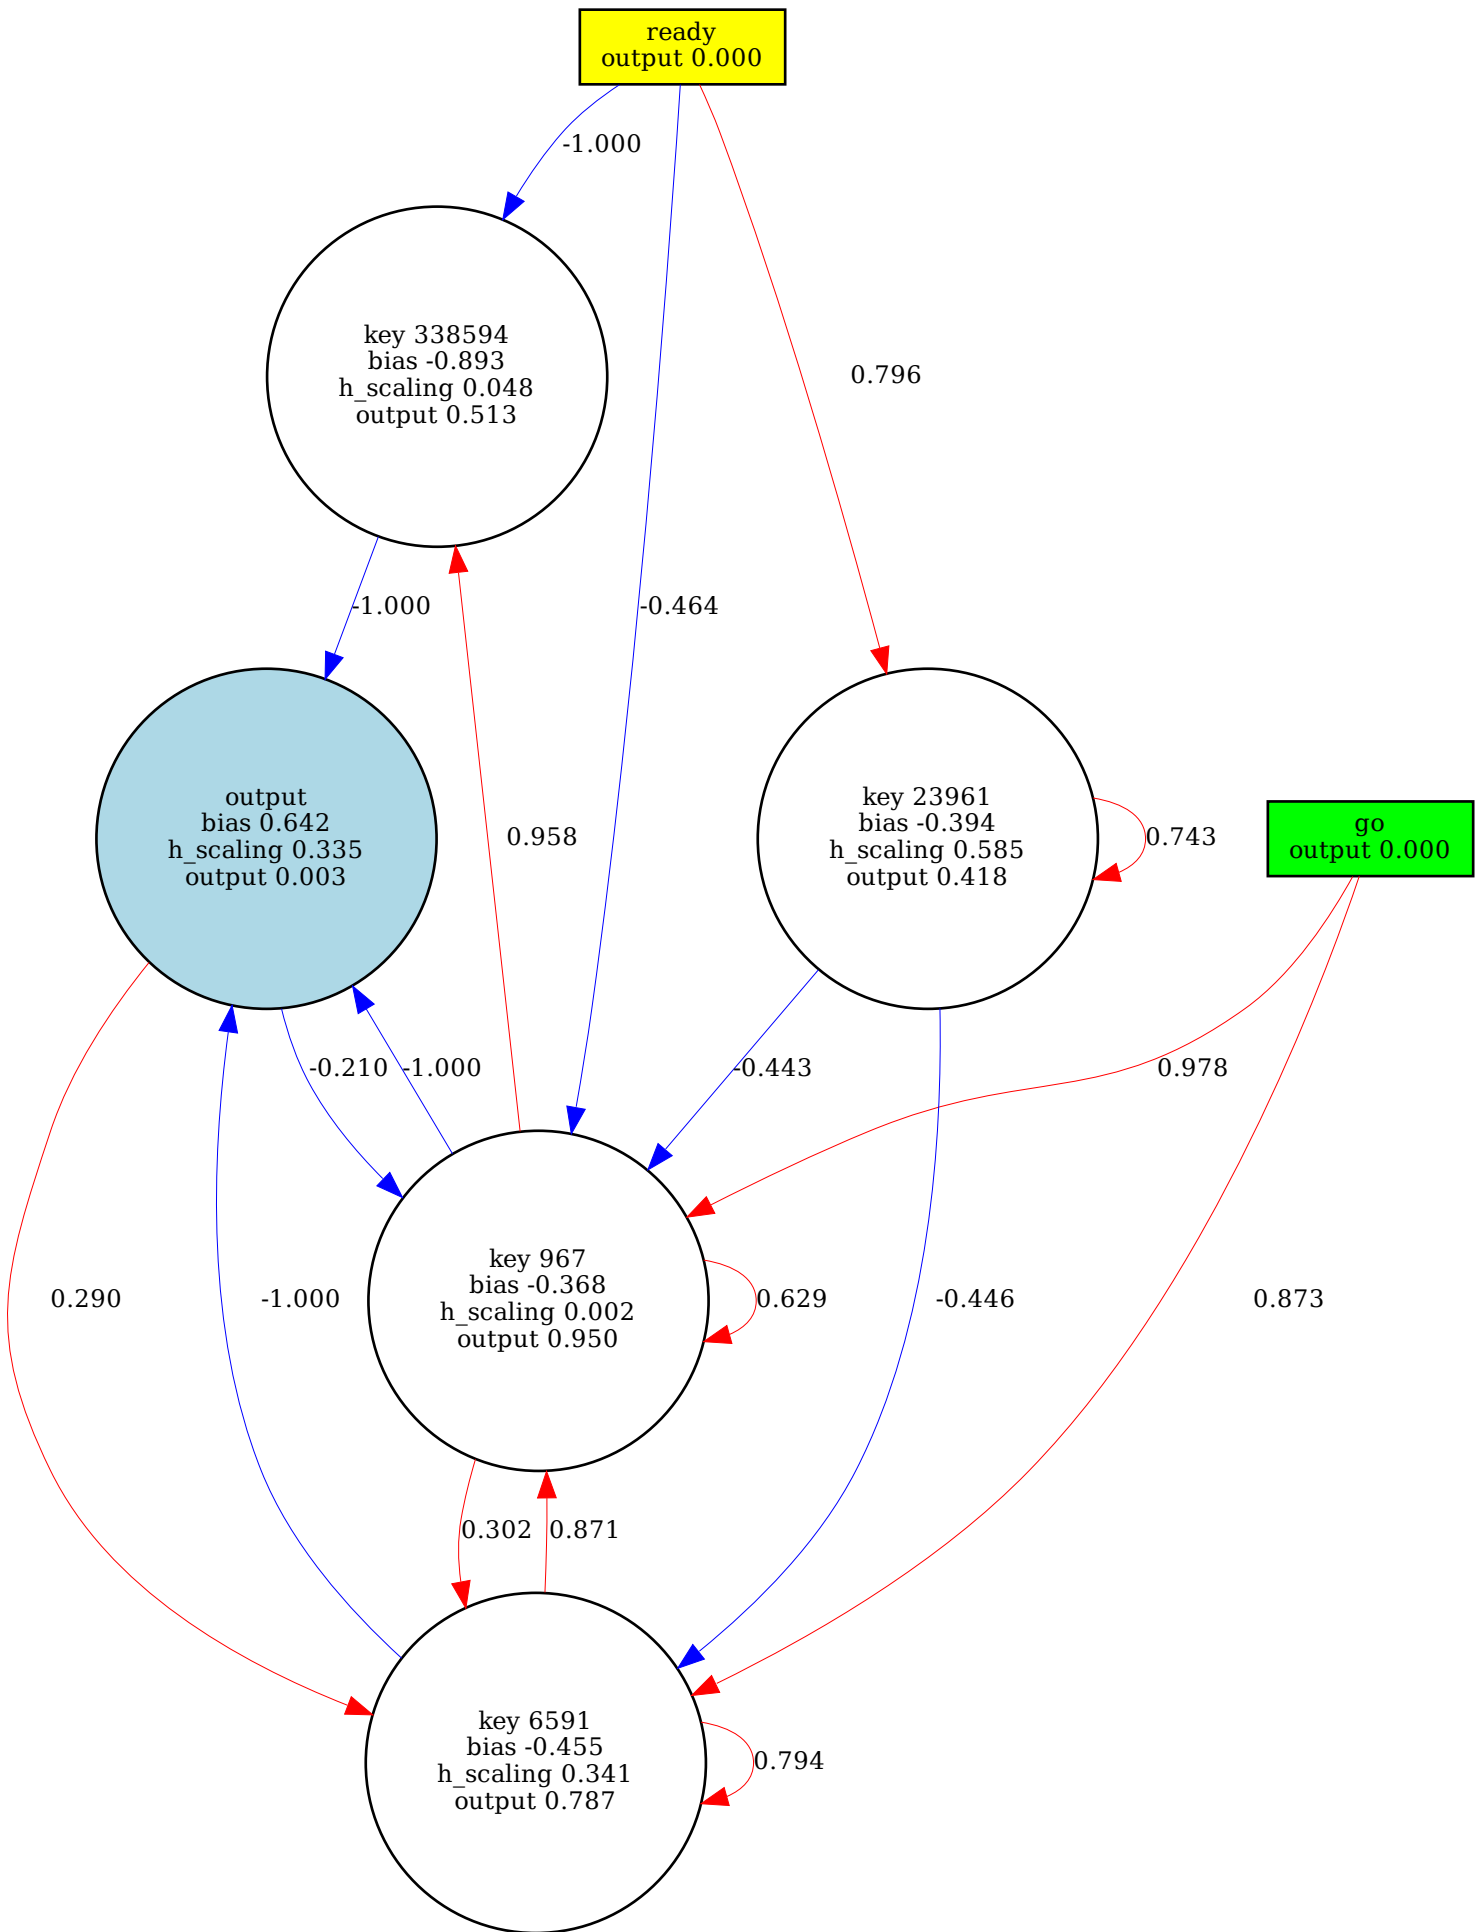 ready
output 0.000
-1.000
key 338594
bias -0.893
h_scaling 0.048
output 0.513
0.796
-1.000
-0.464
output
bias 0.642
h_scaling 0.335
output 0.003
0.958
key 23961
bias -0.394
h_scaling 0.585
output 0.418
0.743
go
output 0.000
-0.210
-1.000
-0.443
0.978
0.290
-1.000
key 967
bias -0.368
h_scaling 0.002
output 0.950
0.629
-0.446
0.873
0.302
0.871
key 6591
bias -0.455
h_scaling 0.341
output 0.787
0.794